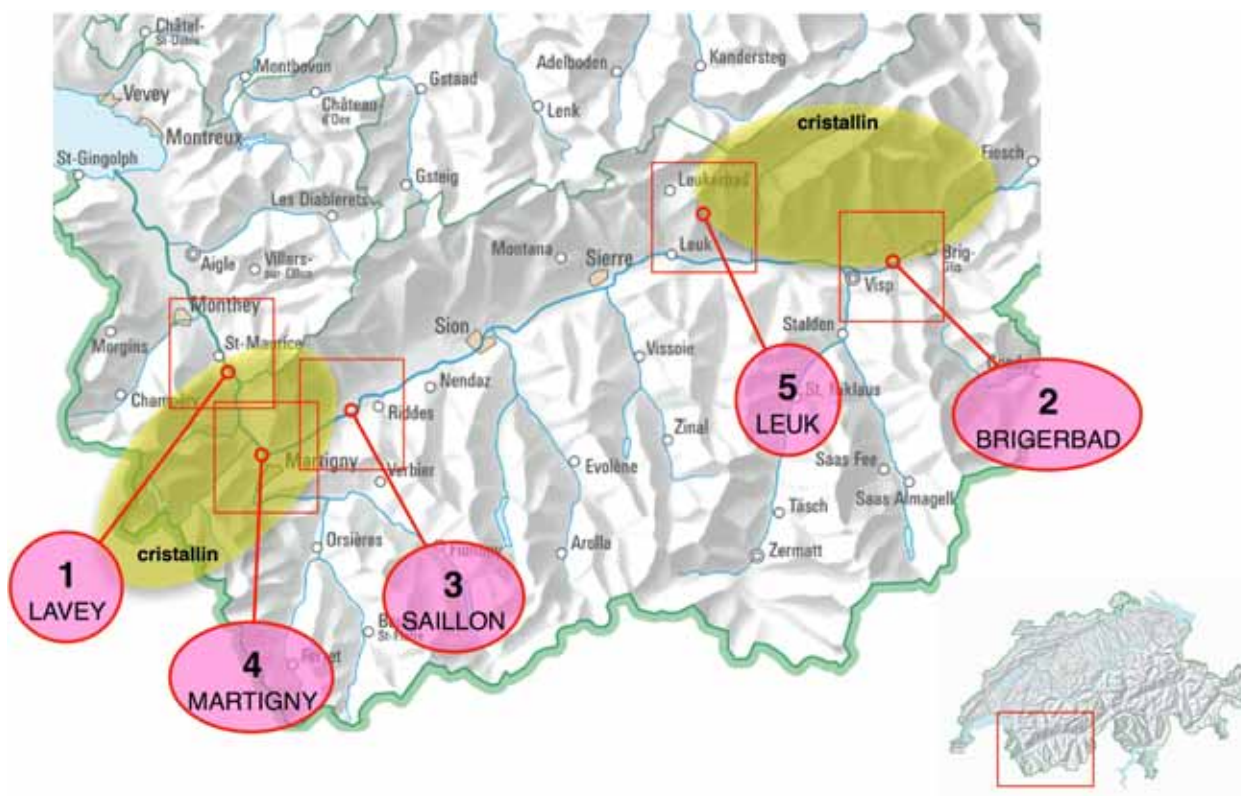 Châtel-
St-Denis
Montbovon
Vevey
Château-
d'Oex
Gstaad
Adelboden
Kandersteg
Lenk
Montreux
cristallin
St-Gingolph
Fiesch
Gsteig
Leukerbad
Les Diablerets
Montana
Leuk
Sierre
Aigle
Villars-
sur-Ollon
Brig-
Glis
Visp
Monthey
Sion
Stalden
Morgins
St-Maurice
Vissoie
Nendaz
Champéry
Riddes
St. Niklaus
5
LEUK
2
BRIGERBAD
Zinal
Martigny
Verbier
Evolène
Saas Fee
Saas Almagell
Täsch
cristallin
Orsières
Arolla
Zermatt
1
LAVEY
3
SAILLON
4
MARTIGNY
Ferret